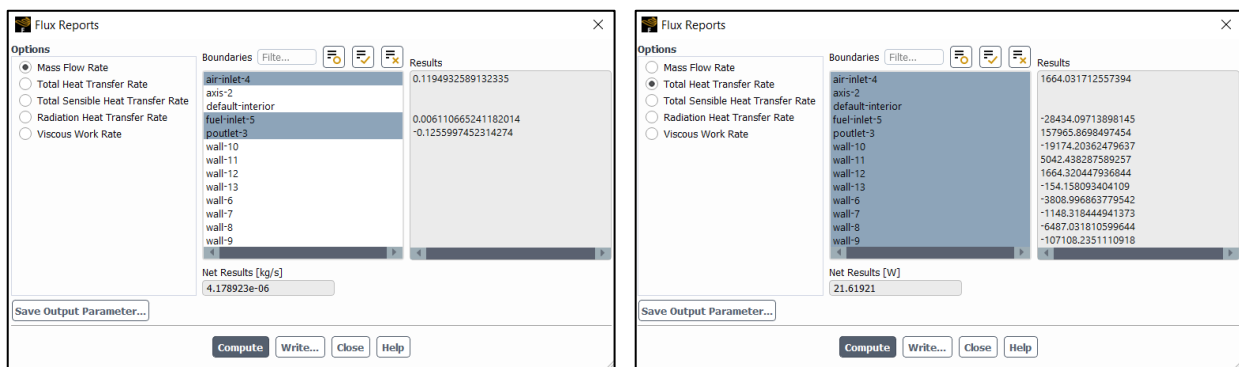 Flux Reports
Options
Mass Flow Rate
Total Heat Transfer Rate
Total Sensible Heat Transfer Rate
Radiation Heat Transfer Rate
Viscous Work Rate
Boundaries Filte...
air-inlet-4
axis-2
default-interior
fuel-inlet-5
poutlet-3
wall-10
wall-11
wall-12
wall-13
wall-6
wall-7
wall-8
wall-9
Results
0.1194932589132335
0.006110665241182014
-0.1255997452314274
Net Results [kg/s]
4.178923e-06
Save Output Parameter...
Compute Write... Close Help
Flux Reports
Options
Mass Flow Rate
Total Heat Transfer Rate
Total Sensible Heat Transfer Rate
Radiation Heat Transfer Rate
Viscous Work Rate
Boundaries Filte...
air-inlet-4
axis-2
default-interior
fuel-inlet-5
poutlet-3
wall-10
wall-11
wall-12
wall-13
wall-6
wall-7
wall-8
wall-9
Results
1664.031712557394
-28434.09713898145
157965.8698497454
-19174.20362479637
5042.438287589257
1664.320447936844
-154.158093404109
-3808.996863779542
-1148.318444941373
-6487.031810599644
-107108.2351110918
Net Results [W]
21.61921
Save Output Parameter...
Compute Write... Close Help